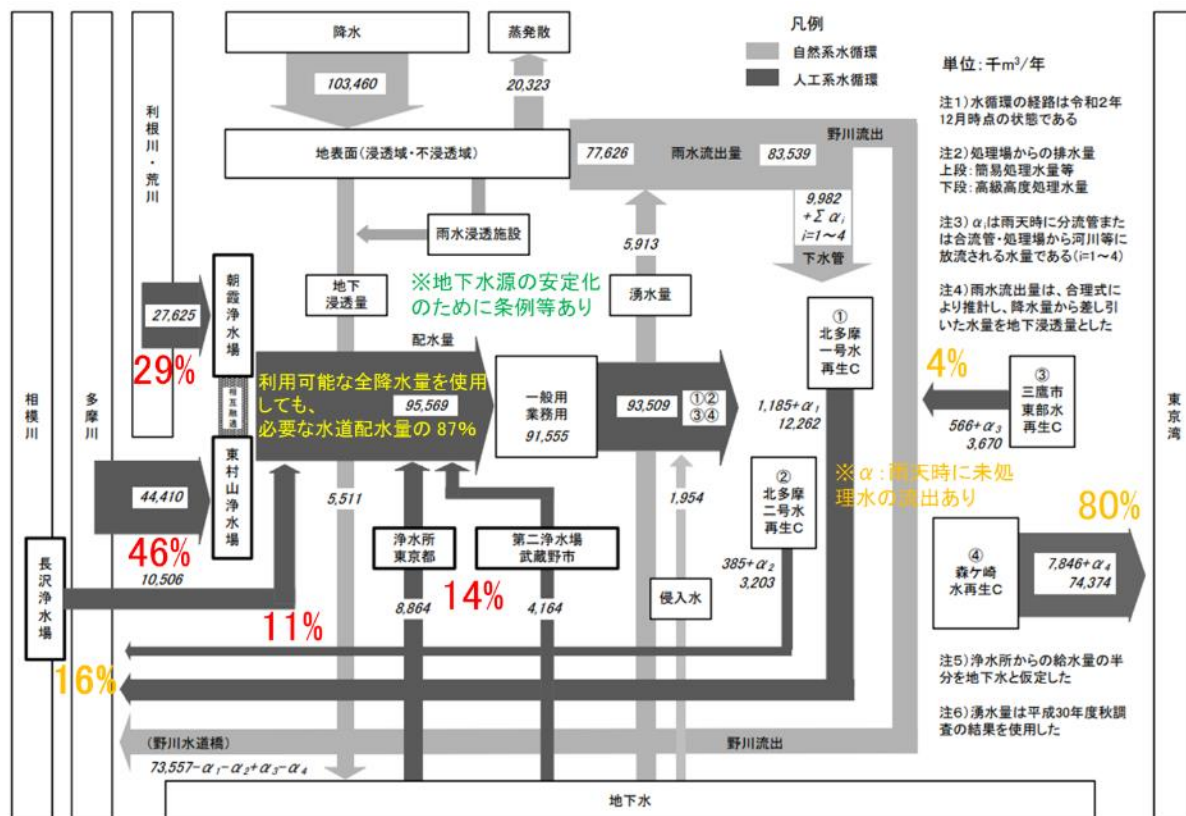 降水
蒸発散
凡例
自然系水循環
人工系水循環
単位:千m³/年
103,460
20,323
利根川・荒川
地表面(浸透域・不浸透域)
77,626
雨水流出量
83,539
野川流出
注1)水循環の経路は令和2年
12月時点の状態である
注2)処理場からの排水量
上段:簡易処理水量等
下段:高級高度処理水量
注3)αiは雨天時に分流管また
は合流管・処理場から河川等に
放流される水量である(i=1~4)
注4)雨水流出量は、合理式に
より推計し、降水量から差し引
いた水量を地下浸透量とした
雨水浸透施設
9,982
+Σ αi
i=1~4
下水管
5,913
地下
浸透量
※地下水源の安定化
のために条例等あり
湧水量
朝霞浄水場
27,625
29%
相互融通
配水量
利用可能な全降水量を使用
しても、
必要な水道配水量の 87%
95,569
一般用
業務用
91,555
93,509
①②
③④
①
北多摩
一号水
再生C
1,185+α1
12,262
4%
③
三鷹市
東部水
再生C
566+α3
3,670
相模川
多摩川
東京湾
44,410
東村山浄水場
46%
5,511
浄水所
東京都
8,864
第二浄水場
武蔵野市
4,164
14%
1,954
侵入水
②
北多摩
二号水
再生C
385+α2
3,203
※α:雨天時に未処
理水の流出あり
80%
④
森ケ崎
水再生C
7,846+α4
74,374
長沢浄水場
10,506
11%
16%
注5)浄水所からの給水量の半
分を地下水と仮定した
注6)湧水量は平成30年度秋調
査の結果を使用した
(野川水道橋)
野川流出
73,557-α1-α2+α3-α4
地下水